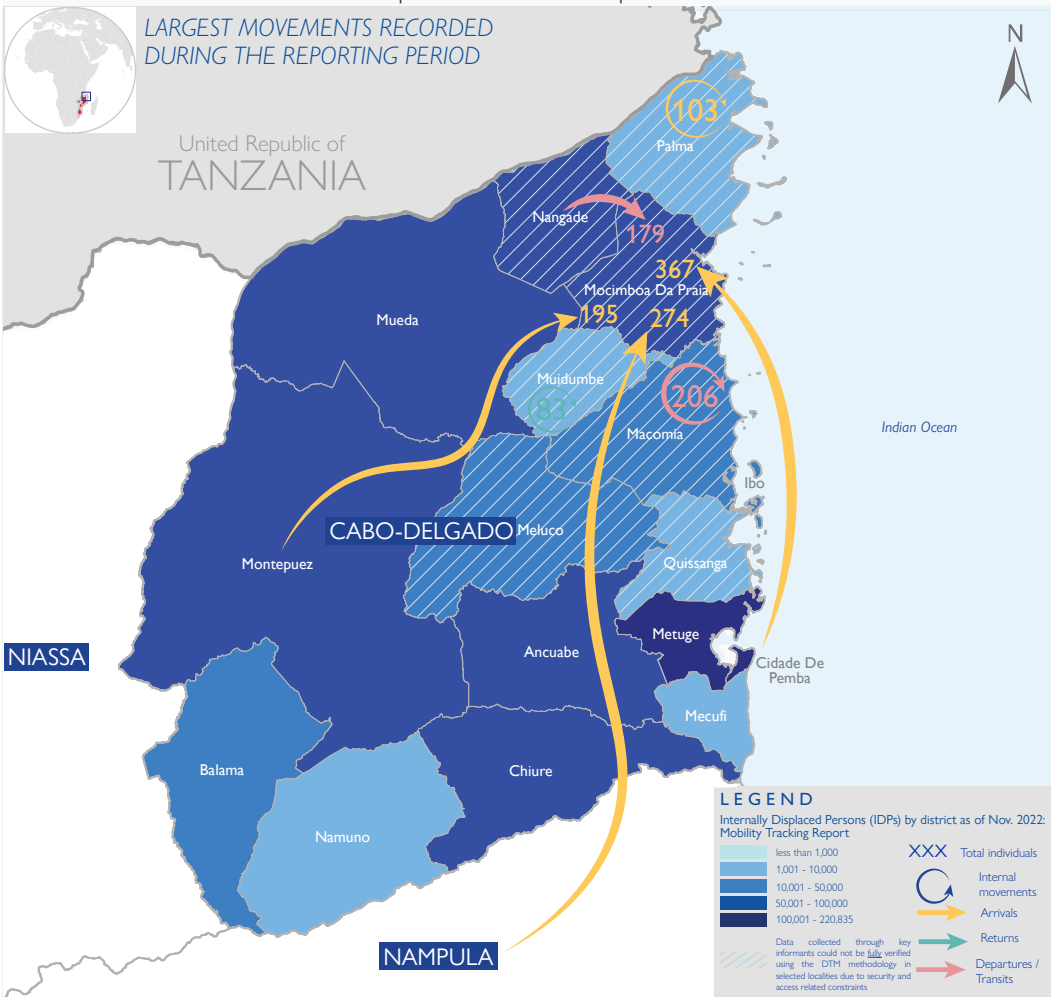 LARGEST MOVEMENTS RECORDED
DURING THE REPORTING PERIOD
N
United Republic of
TANZANIA
103
Palma
Nangade
179
367
Mocimboa Da Praia
195
274
Mueda
Muidumbe
83
206
Macomia
Indian Ocean
Ibo
CABO-DELGADO
Meluco
Montepuez
Quissanga
Metuge
NIASSA
Ancuabe
Cidade De
Pemba
Mecufi
Balama
Chiure
Namuno
NAMPULA
LEGEND
Internally Displaced Persons (IDPs) by district as of Nov. 2022:
Mobility Tracking Report
less than 1,000
1,001 - 10,000
10,001 - 50,000
50,001 - 100,000
100,001 - 220,835
Data collected through key
informants could not be fully verified
using the DTM methodology in
selected localities due to security and
access related constraints
XXX Total individuals
Internal
movements
Arrivals
Returns
Departures /
Transits